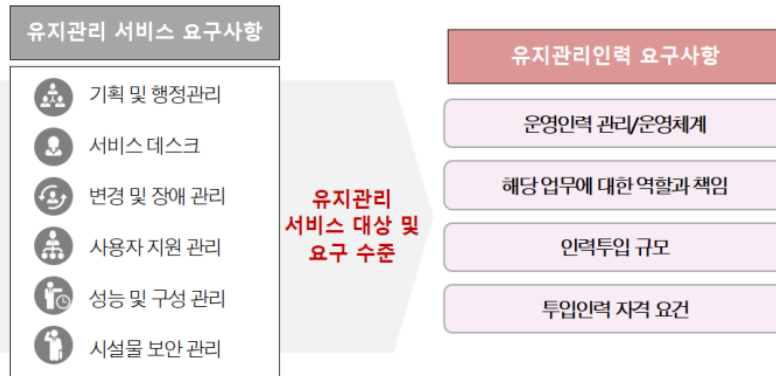 유지관리 서비스 요구사항
기획 및 행정관리
서비스 데스크
변경 및 장애 관리
사용자 지원 관리
성능 및 구성 관리
시설물 보안 관리
유지관리
서비스 대상 및
요구 수준
유지관리인력 요구사항
운영인력 관리/운영체계
해당 업무에 대한 역할과 책임
인력투입 규모
투입인력 자격 요건